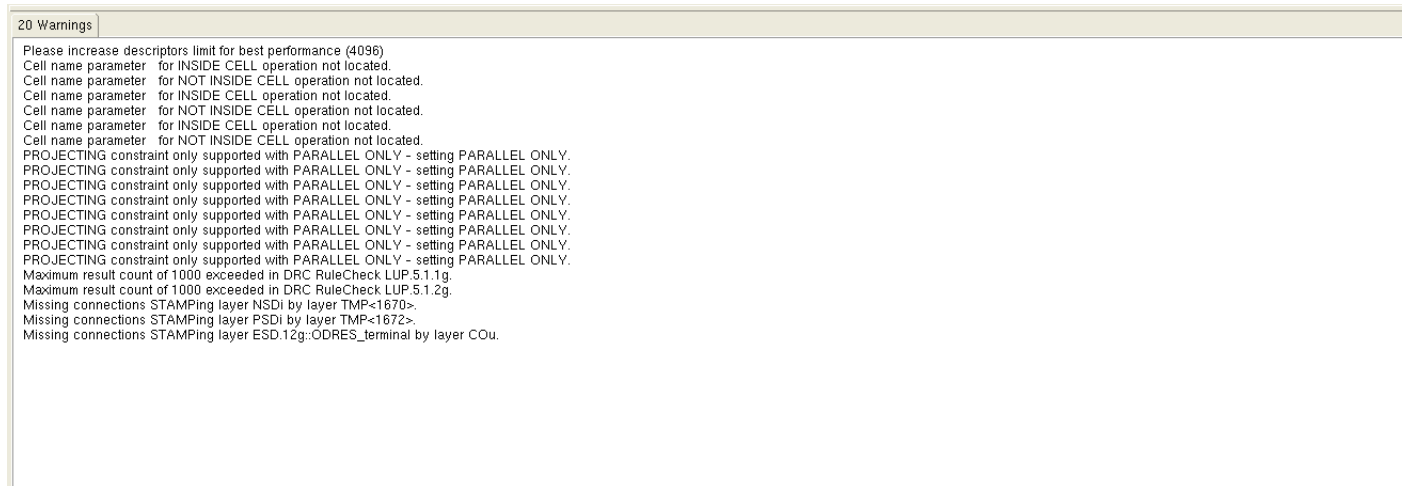 20 Warnings
Please increase descriptors limit for best performance (4096)
Cell name parameter   for INSIDE CELL operation not located.
Cell name parameter   for NOT INSIDE CELL operation not located.
Cell name parameter   for INSIDE CELL operation not located.
Cell name parameter   for NOT INSIDE CELL operation not located.
Cell name parameter   for INSIDE CELL operation not located.
Cell name parameter   for NOT INSIDE CELL operation not located.
PROJECTING constraint only supported with PARALLEL ONLY - setting PARALLEL ONLY.
PROJECTING constraint only supported with PARALLEL ONLY - setting PARALLEL ONLY.
PROJECTING constraint only supported with PARALLEL ONLY - setting PARALLEL ONLY.
PROJECTING constraint only supported with PARALLEL ONLY - setting PARALLEL ONLY.
PROJECTING constraint only supported with PARALLEL ONLY - setting PARALLEL ONLY.
PROJECTING constraint only supported with PARALLEL ONLY - setting PARALLEL ONLY.
PROJECTING constraint only supported with PARALLEL ONLY - setting PARALLEL ONLY.
PROJECTING constraint only supported with PARALLEL ONLY - setting PARALLEL ONLY.
Maximum result count of 1000 exceeded in DRC RuleCheck LUP.5.1.1g.
Maximum result count of 1000 exceeded in DRC RuleCheck LUP.5.1.2g.
Missing connections STAMPing layer NSDi by layer TMP<1670>.
Missing connections STAMPing layer PSDi by layer TMP<1672>.
Missing connections STAMPing layer ESD.12g::ODRES_terminal by layer COu.